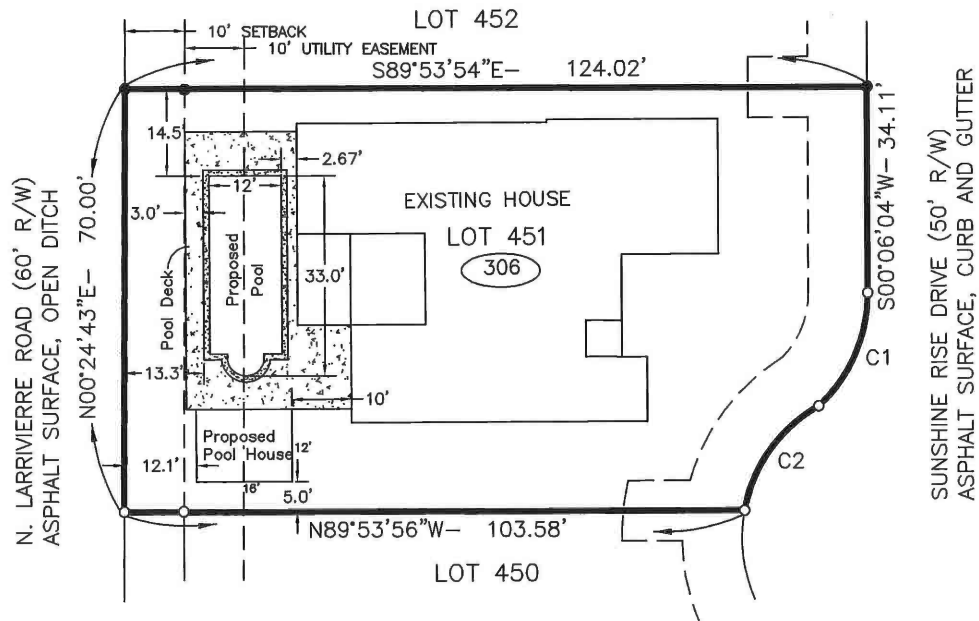 LOT 452
10' SETBACK
10' UTILITY EASEMENT
S89°53'54"E- 124.02'
14.5'
2.67'
12'
3.0'
EXISTING HOUSE
LOT 451
306
33.0'
Pool Deck
Proposed
Pool
13.3'
10'
Proposed
Pool House
12'
12.1'
16'
5.0'
N89°53'56"W- 103.58'
LOT 450
N. LARRIVIERRE ROAD (60' R/W)
ASPHALT SURFACE, OPEN DITCH
N00°24'43"E- 70.00'
S00°06'04"W- 34.11'
C1
C2
SUNSHINE RISE DRIVE (50' R/W)
ASPHALT SURFACE, CURB AND GUTTER